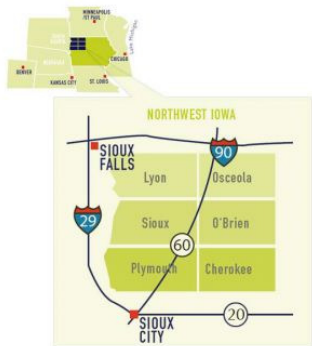 MINNEAPOLIS
/ST PAUL
Lake Michigan
DENVER
CHICAGO
KANSAS CITY
ST. LOUIS
NORTHWEST IOWA
SIOUX
FALLS
90
Lyon
Osceola
29
Sioux
O'Brien
60
Plymouth
Cherokee
20
SIOUX
CITY